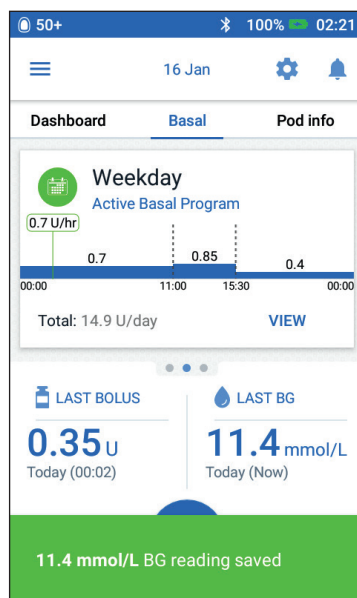 50+ 100% 02:21
16 Jan
Dashboard Basal Pod info
Weekday
Active Basal Program
0.7 U/hr
0.7 0.85 0.4
00:00 11:00 15:30 00:00
Total: 14.9 U/day VIEW
LAST BOLUS LAST BG
0.35 U 11.4 mmol/L
Today (00:02) Today (Now)
11.4 mmol/L BG reading saved